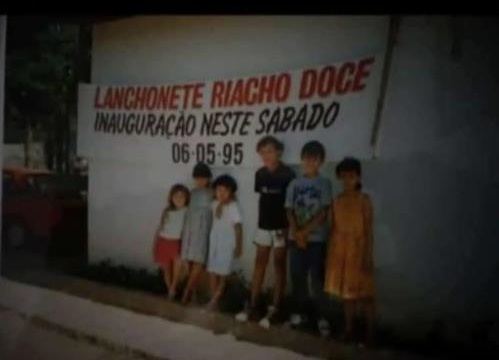 LANCHONETE RIACHO DOCE
INAUGURAÇÃO NESTE SABADO
06-05-95